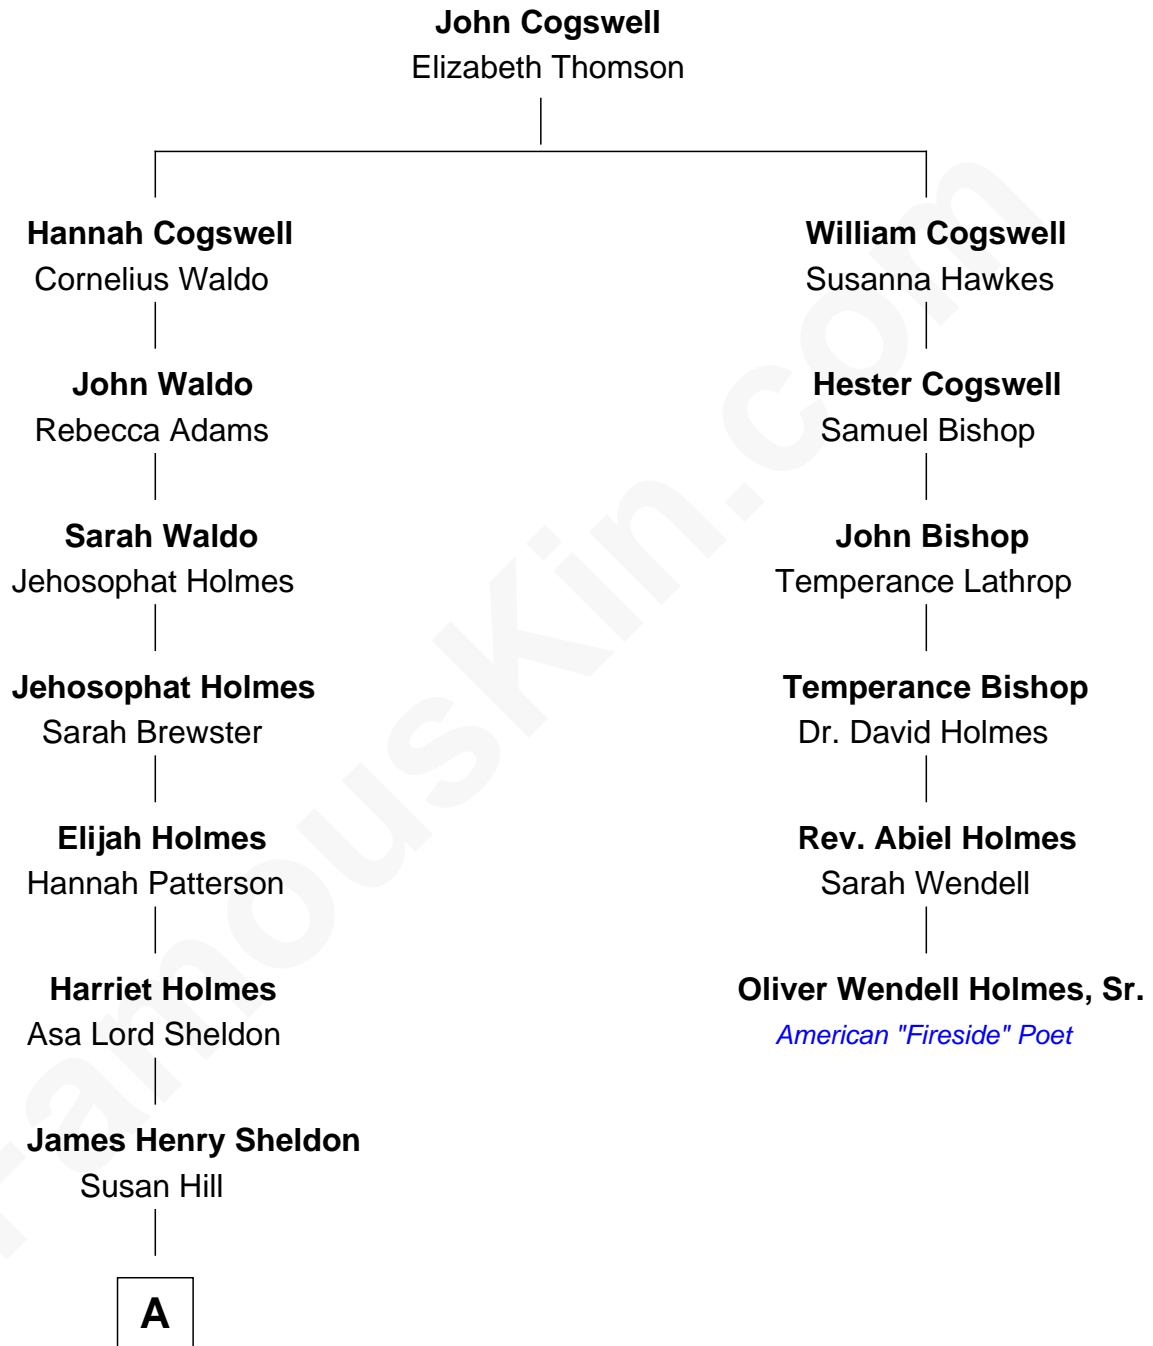 John Cogswell
Elizabeth Thomson
Hannah Cogswell
Cornelius Waldo
William Cogswell
Susanna Hawkes
John Waldo
Rebecca Adams
Hester Cogswell
Samuel Bishop
Sarah Waldo
Jehosophat Holmes
John Bishop
Temperance Lathrop
Jehosophat Holmes
Sarah Brewster
Temperance Bishop
Dr. David Holmes
Elijah Holmes
Hannah Patterson
Rev. Abiel Holmes
Sarah Wendell
Harriet Holmes
Asa Lord Sheldon
Oliver Wendell Holmes, Sr.
American "Fireside" Poet
James Henry Sheldon
Susan Hill
A
FamousKin.com